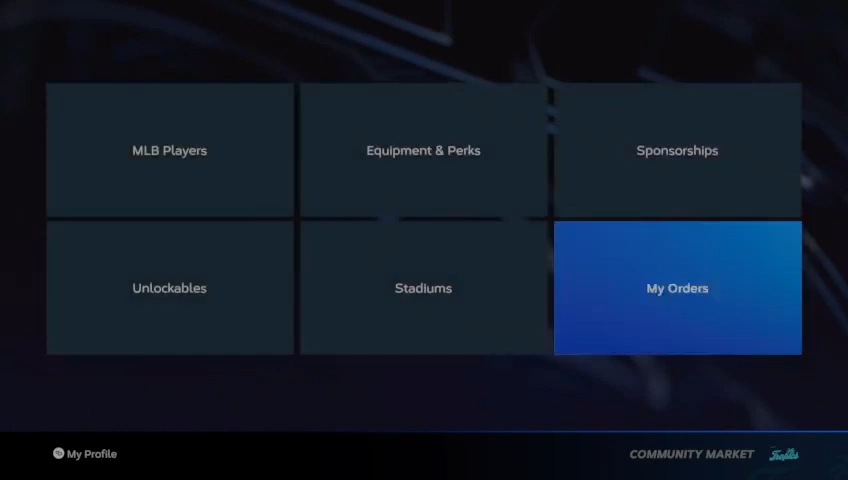 MLB Players
Equipment & Perks
Sponsorships
Unlockables
Stadiums
My Orders
My Profile
COMMUNITY MARKET